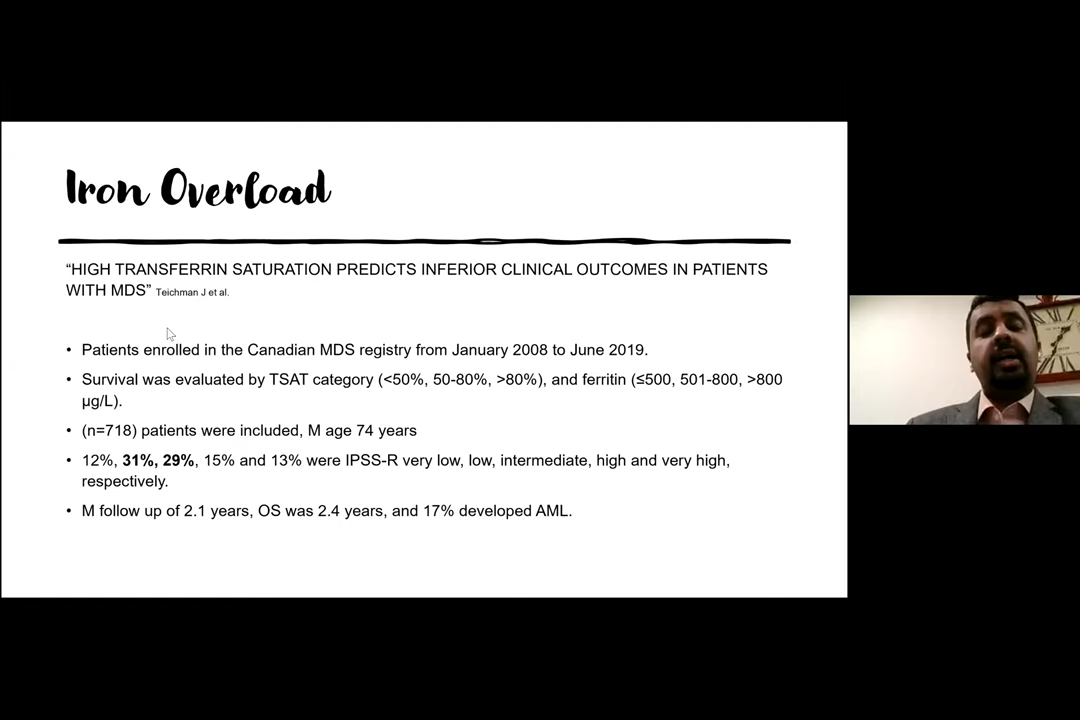 Iron Overload
“HIGH TRANSFERRIN SATURATION PREDICTS INFERIOR CLINICAL OUTCOMES IN PATIENTS
WITH MDS” Teichman J et al.
• Patients enrolled in the Canadian MDS registry from January 2008 to June 2019.
• Survival was evaluated by TSAT category (<50%, 50-80%, >80%), and ferritin (≤500, 501-800, >800
µg/L).
• (n=718) patients were included, M age 74 years
• 12%, 31%, 29%, 15% and 13% were IPSS-R very low, low, intermediate, high and very high,
respectively.
• M follow up of 2.1 years, OS was 2.4 years, and 17% developed AML.